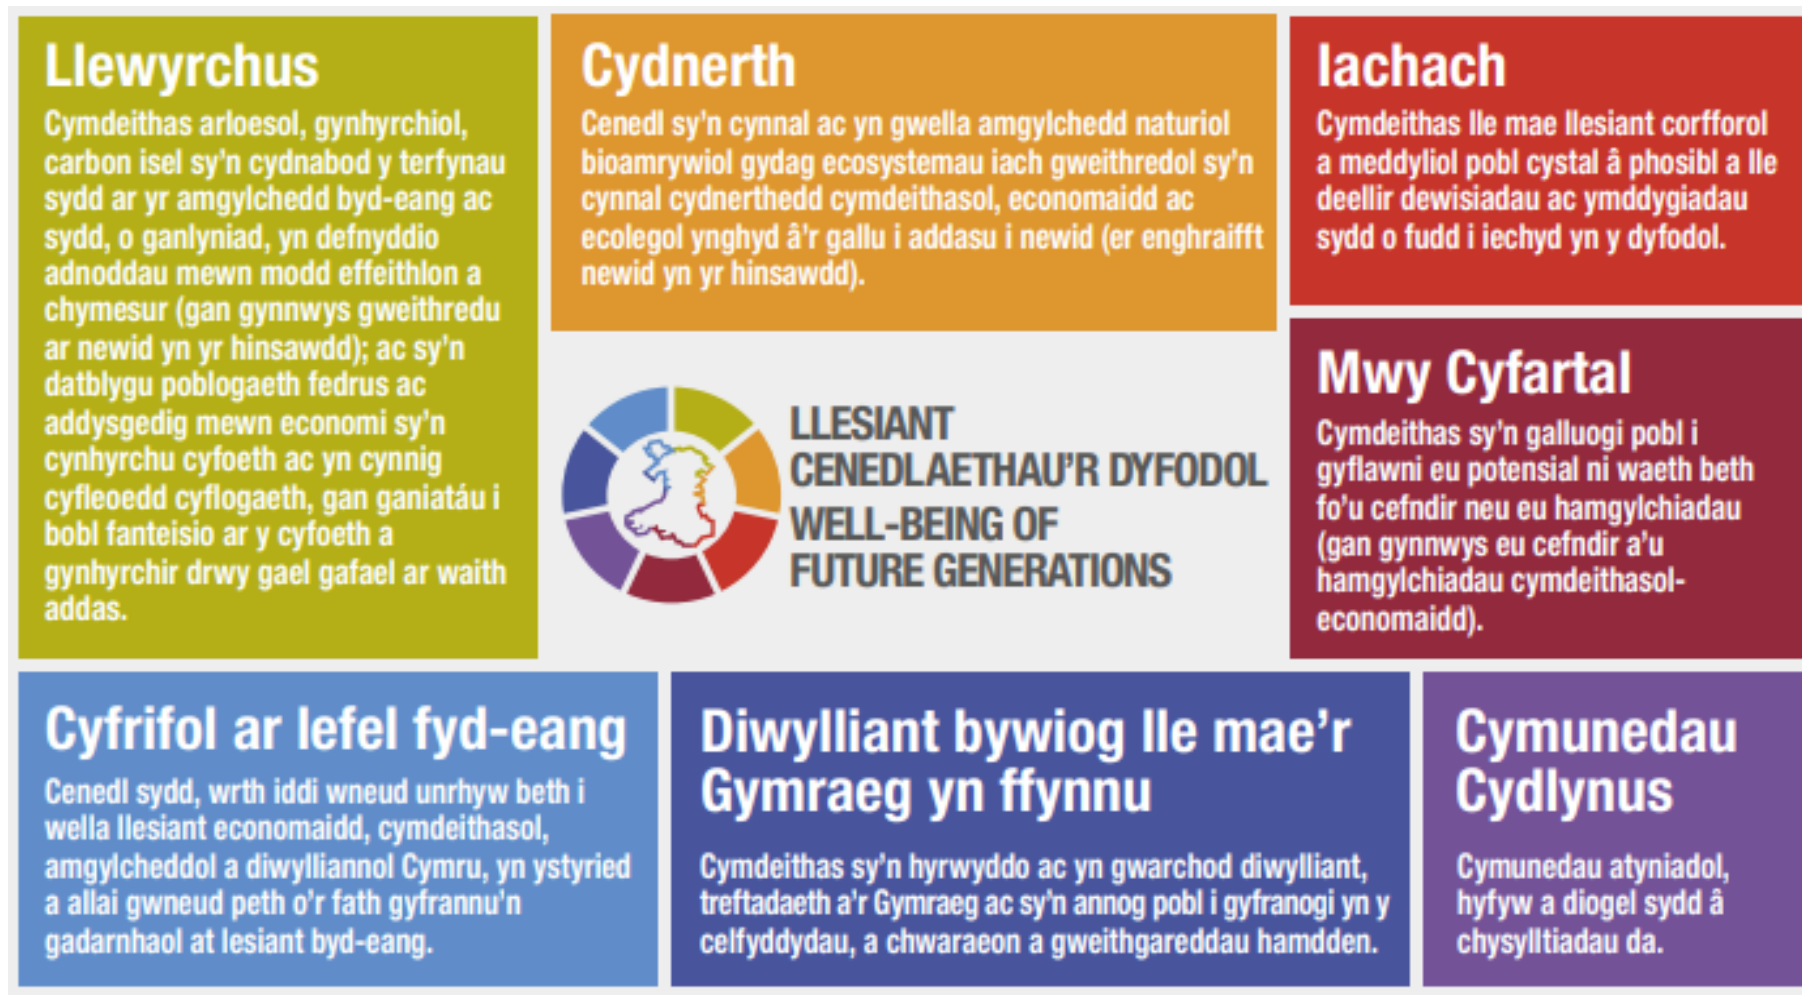 Llewyrchus
Cymdeithas arloesol, gynhyrchiol,
carbon isel sy'n cydnabod y terfynau
sydd ar yr amgylchedd byd-eang ac
sydd, o ganlyniad, yn defnyddio
adnoddau mewn modd effeithlon a
chymesur (gan gynnwys gweithredu
ar newid yn yr hinsawdd); ac sy'n
datblygu poblogaeth fedrus ac
addysgedig mewn economi sy'n
cynhyrchu cyfoeth ac yn cynnig
cyfleoedd cyflogaeth, gan ganiatáu i
bobl fanteisio ar y cyfoeth a
gynhyrchir drwy gael gafael ar waith
addas.
Cydnerth
Cenedl sy'n cynnal ac yn gwella amgylchedd naturiol
bioamrywiol gydag ecosystemau iach gweithredol sy'n
cynnal cydnerthedd cymdeithasol, economaidd ac
ecolegol ynghyd â'r gallu i addasu i newid (er enghraifft
newid yn yr hinsawdd).
Iachach
Cymdeithas lle mae llesiant corfforol
a meddyliol pobl cystal â phosibl a lle
deellir dewisiadau ac ymddygiadau
sydd o fudd i iechyd yn y dyfodol.
LLESIANT
CENEDLAETHAU'R DYFODOL
WELL-BEING OF
FUTURE GENERATIONS
Mwy Cyfartal
Cymdeithas sy'n galluogi pobl i
gyflawni eu potensial ni waeth beth
fo'u cefndir neu eu hamgylchiadau
(gan gynnwys eu cefndir a'u
hamgylchiadau cymdeithasol-
economaidd).
Cyfrifol ar lefel fyd-eang
Cenedl sydd, wrth iddi wneud unrhyw beth i
wella llesiant economaidd, cymdeithasol,
amgylcheddol a diwylliannol Cymru, yn ystyried
a allai gwneud peth o'r fath gyfrannu'n
gadarnhaol at lesiant byd-eang.
Diwylliant bywiog lle mae'r
Gymraeg yn ffynnu
Cymdeithas sy'n hyrwyddo ac yn gwarchod diwylliant,
treftadaeth a'r Gymraeg ac sy'n annog pobl i gyfranogi yn y
celfyddydau, a chwaraeon a gweithgareddau hamdden.
Cymunedau
Cydlynus
Cymunedau atyniadol,
hyfyw a diogel sydd â
chysylltiadau da.